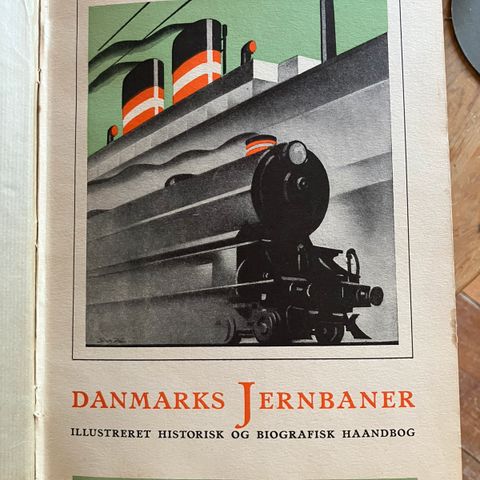 DANMARKS JERNBANER
ILLUSTRERET HISTORISK OG BIOGRAFISK HAANDBOG